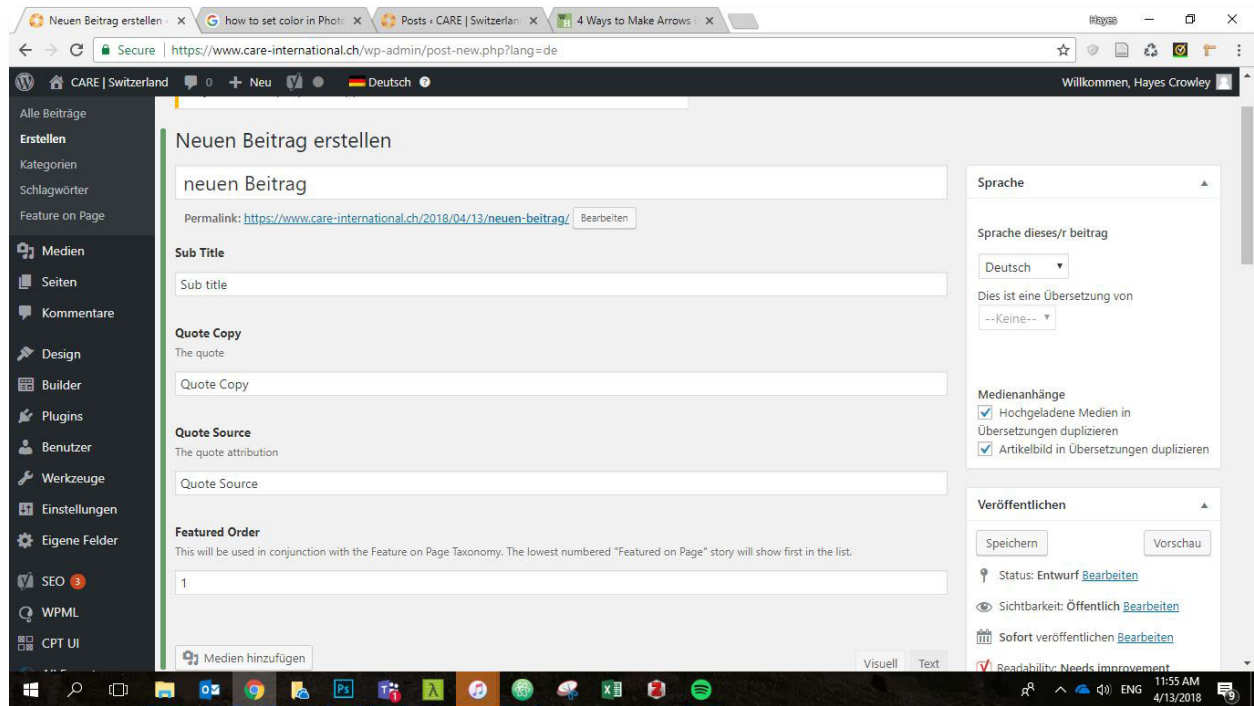 Neuen Beitrag erstellen
how to set color in Photo
Posts ‹ CARE | Switzerlan
4 Ways to Make Arrows i
Hayes
Secure
https://www.care-international.ch/wp-admin/post-new.php?lang=de
CARE | Switzerland
0
Neu
Deutsch
Willkommen, Hayes Crowley
Alle Beiträge
Erstellen
Kategorien
Schlagwörter
Feature on Page
Medien
Seiten
Kommentare
Design
Builder
Plugins
Benutzer
Werkzeuge
Einstellungen
Eigene Felder
SEO 3
WPML
CPT UI
Neuen Beitrag erstellen
neuen Beitrag
Permalink: https://www.care-international.ch/2018/04/13/neuen-beitrag/ Bearbeiten
Sub Title
Sub title
Quote Copy
The quote
Quote Copy
Quote Source
The quote attribution
Quote Source
Featured Order
This will be used in conjunction with the Feature on Page Taxonomy. The lowest numbered "Featured on Page" story will show first in the list.
1
Medien hinzufügen
Visuell Text
Sprache
Sprache dieses/r beitrag
Deutsch
Dies ist eine Übersetzung von
--Keine--
Medienanhänge
Hochgeladene Medien in
Übersetzungen duplizieren
Artikelbild in Übersetzungen duplizieren
Veröffentlichen
Speichern Vorschau
Status: Entwurf Bearbeiten
Sichtbarkeit: Öffentlich Bearbeiten
Sofort veröffentlichen Bearbeiten
Readability: Needs improvement
ENG
11:55 AM
4/13/2018